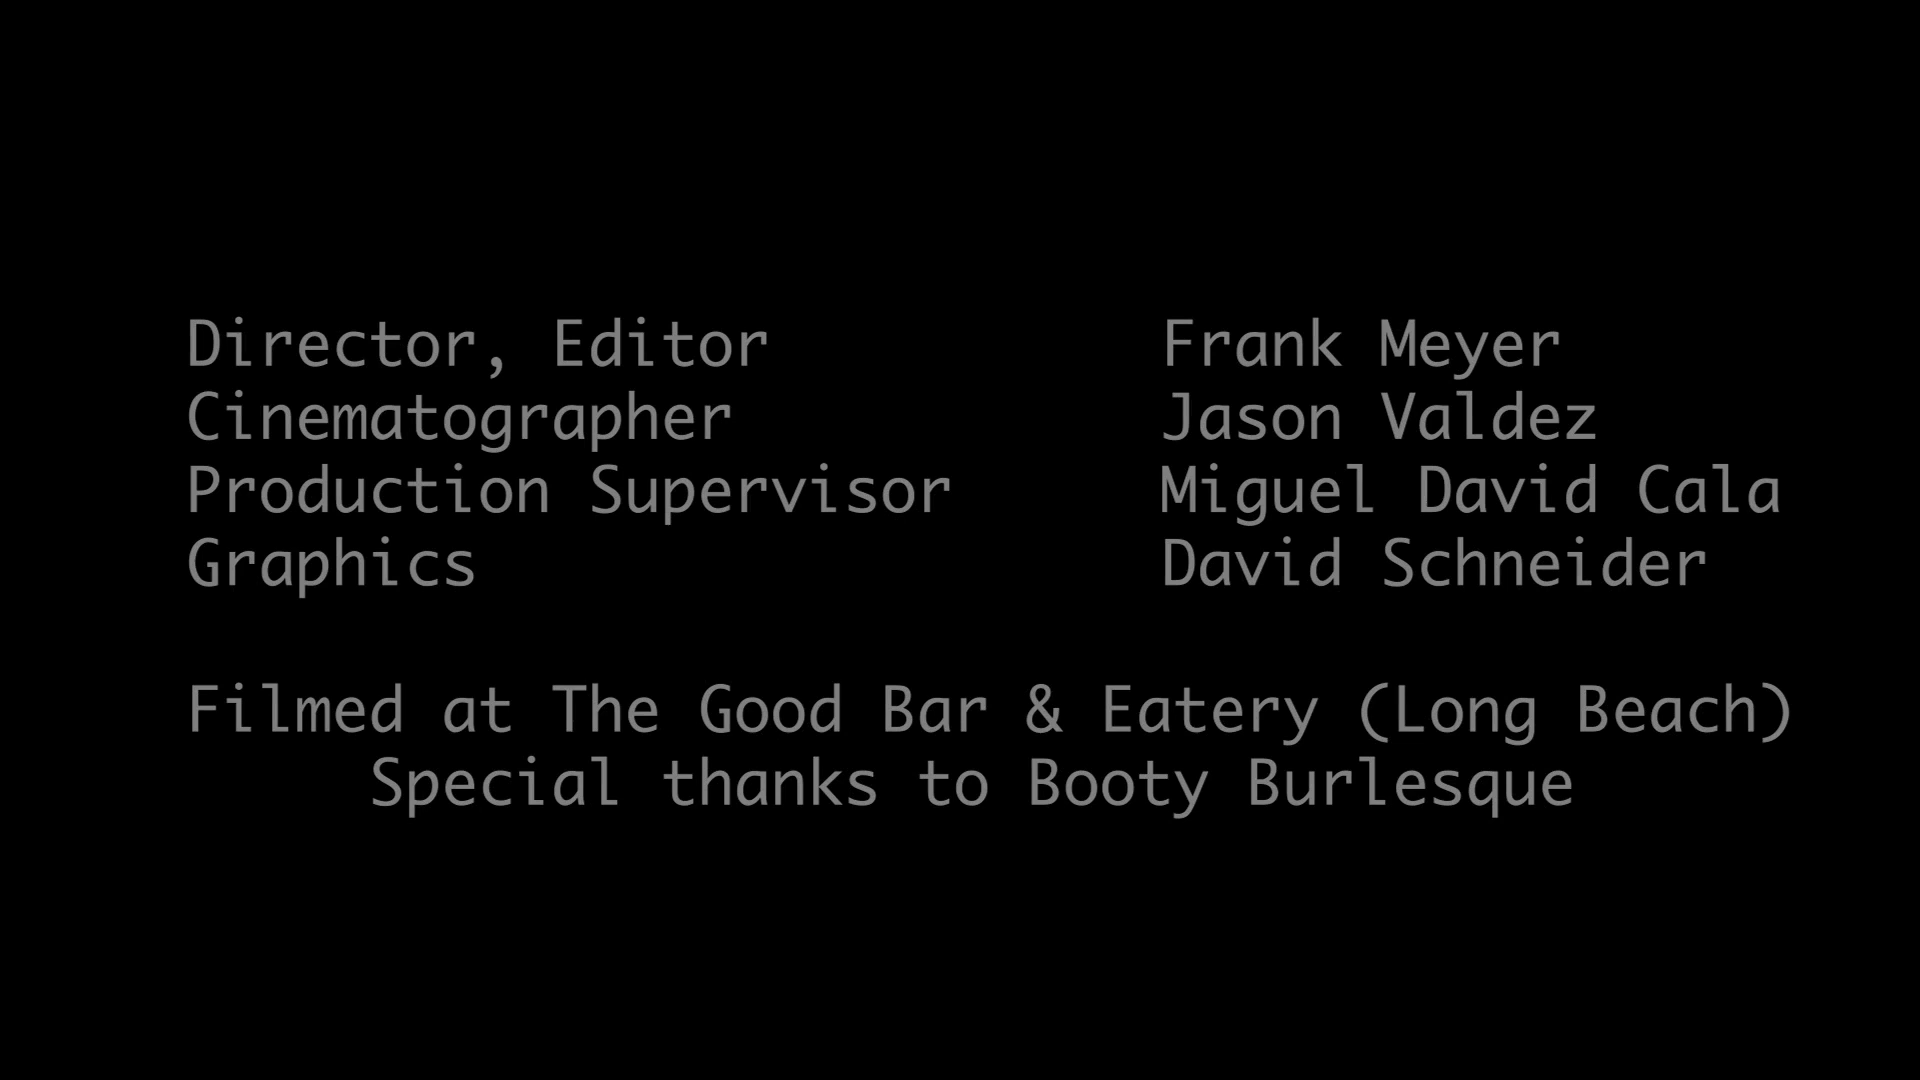 Director, Editor Frank Meyer
Cinematographer Jason Valdez
Production Supervisor Miguel David Cala
Graphics David Schneider
Filmed at The Good Bar & Eatery (Long Beach)
Special thanks to Booty Burlesque